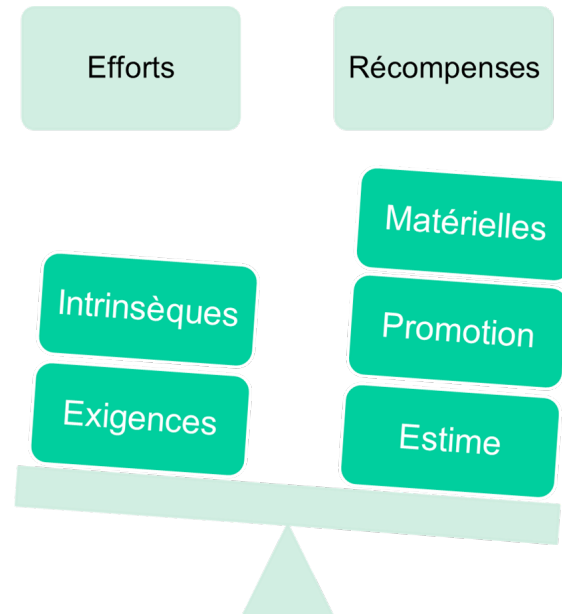 Efforts
Récompenses
Matérielles
Intrinsèques
Promotion
Exigences
Estime